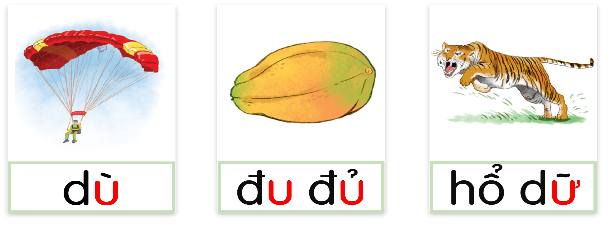 dù
đu đủ
hổ dữ